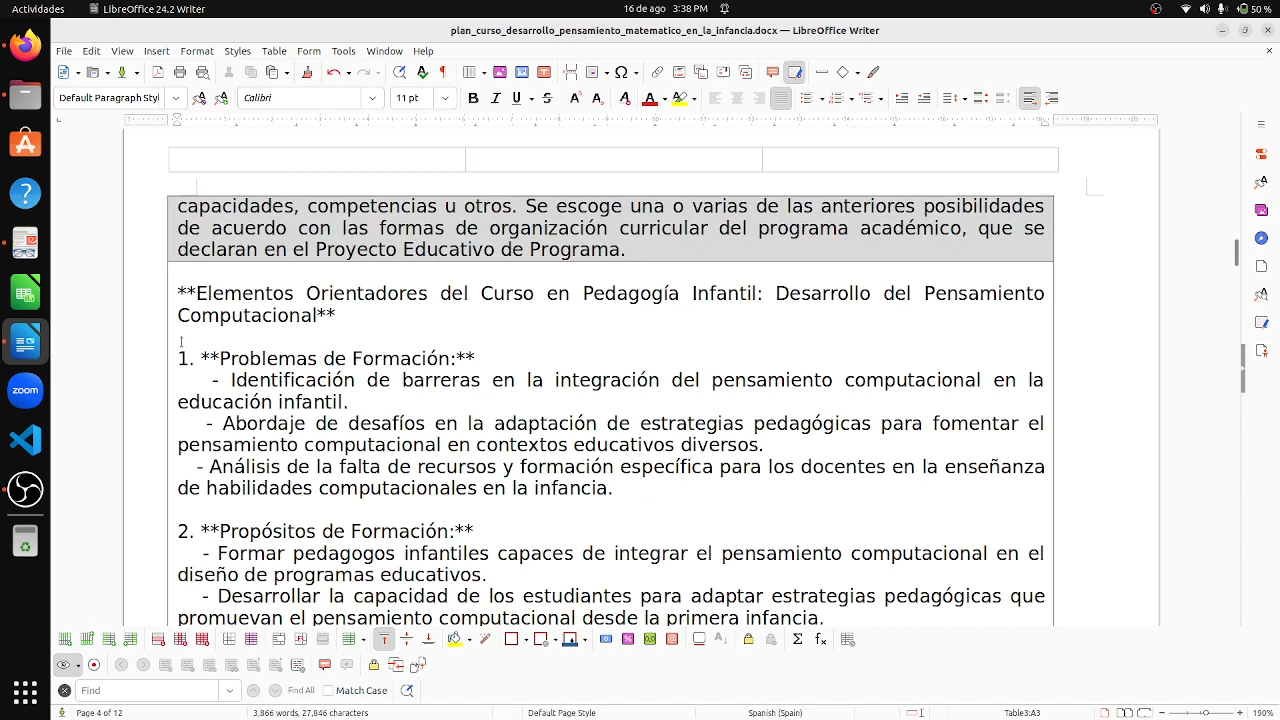 Actividades
LibreOffice 24.2 Writer
16 de ago 3:38 PM
50 %
plan_curso_desarrollo_pensamiento_matematico_en_la_infancia.docx — LibreOffice Writer
File Edit View Insert Format Styles Table Form Tools Window Help
Default Paragraph Styl
Calibri
11 pt
capacidades, competencias u otros. Se escoge una o varias de las anteriores posibilidades
de acuerdo con las formas de organización curricular del programa académico, que se
declaran en el Proyecto Educativo de Programa.
**Elementos Orientadores del Curso en Pedagogía Infantil: Desarrollo del Pensamiento
Computacional**
1. **Problemas de Formación:**
- Identificación de barreras en la integración del pensamiento computacional en la
educación infantil.
- Abordaje de desafíos en la adaptación de estrategias pedagógicas para fomentar el
pensamiento computacional en contextos educativos diversos.
- Análisis de la falta de recursos y formación específica para los docentes en la enseñanza
de habilidades computacionales en la infancia.
2. **Propósitos de Formación:**
- Formar pedagogos infantiles capaces de integrar el pensamiento computacional en el
diseño de programas educativos.
- Desarrollar la capacidad de los estudiantes para adaptar estrategias pedagógicas que
promuevan el pensamiento computacional desde la primera infancia.
Find
Find All
Match Case
Page 4 of 12
3,866 words, 27,846 characters
Default Page Style
Spanish (Spain)
Table3:A3
190%
zoom